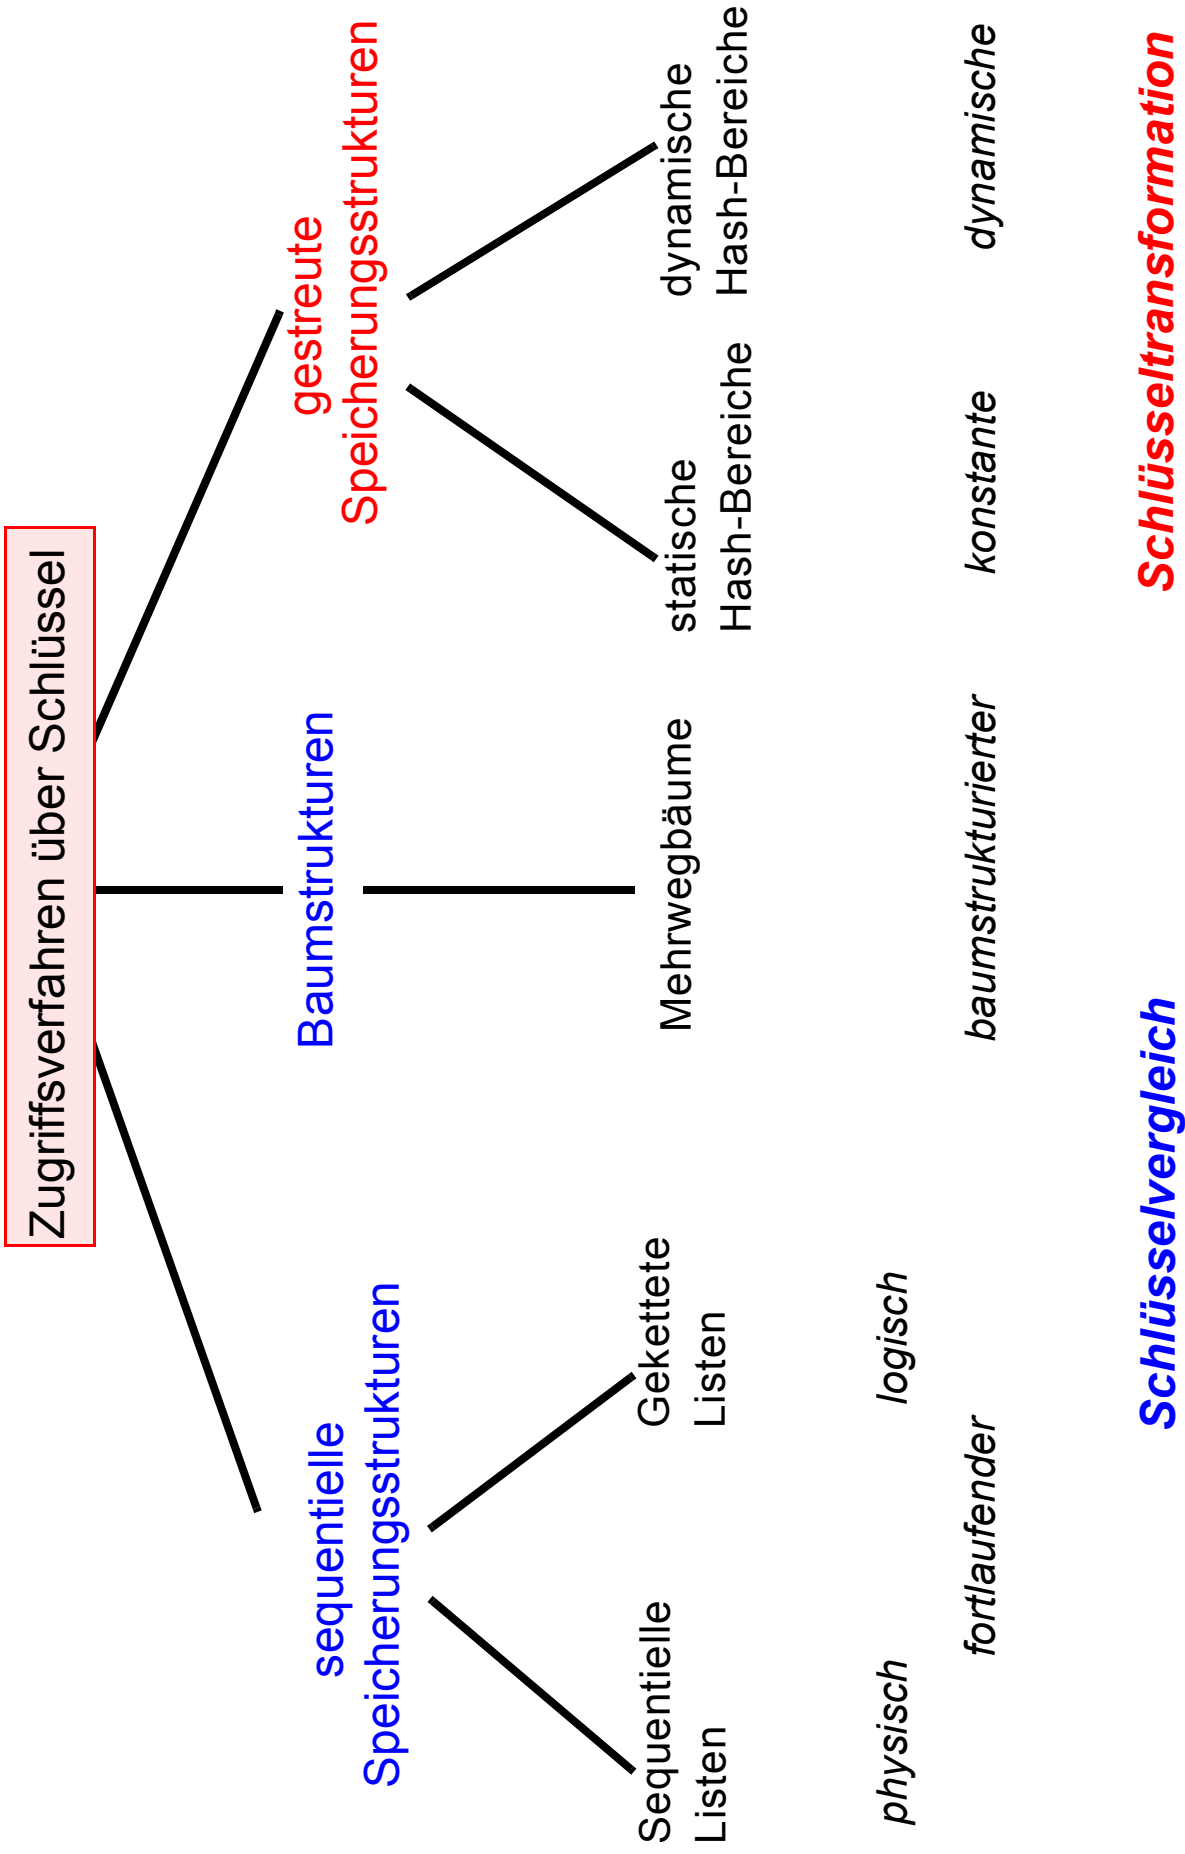 Zugriffsverfahren über Schlüssel
sequentielle
Speicherungsstrukturen
Baumstrukturen
gestreute
Speicherungsstrukturen
Sequentielle
Listen
Gekettete
Listen
Mehrwegbäume
statische
Hash-Bereiche
dynamische
Hash-Bereiche
physisch
logisch
fortlaufender
baumstrukturierter
konstante
dynamische
Schlüsselvergleich
Schlüsseltransformation